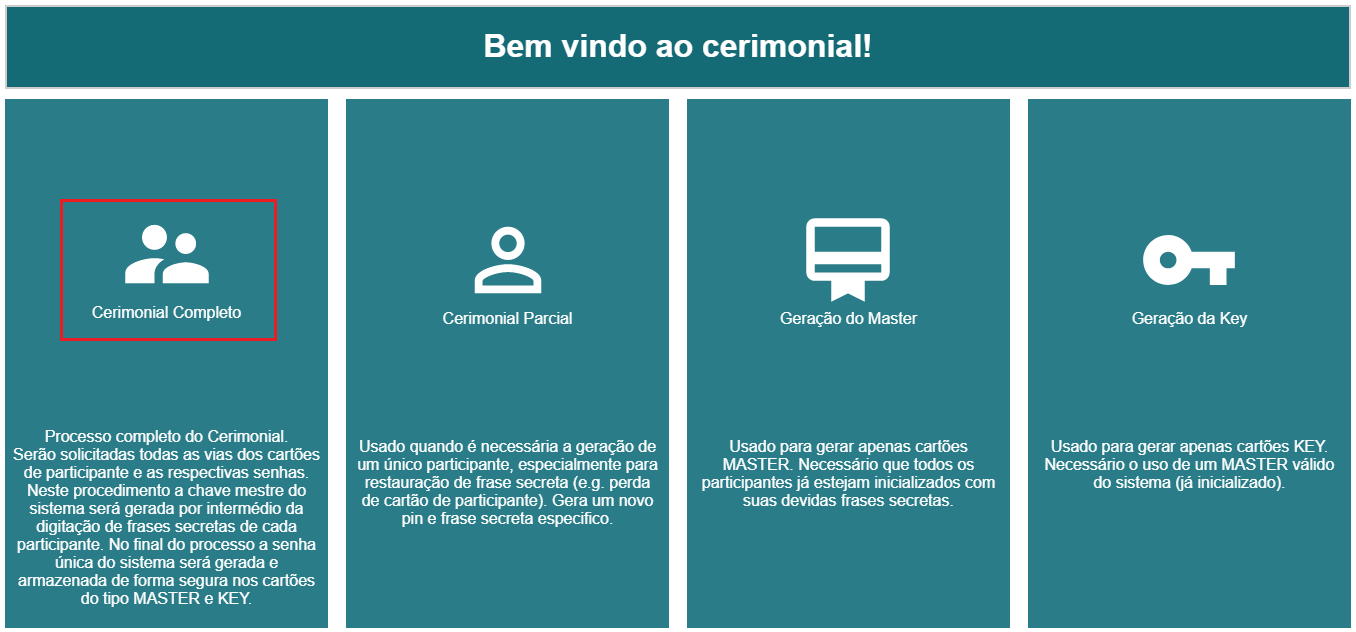 Bem vindo ao cerimonial!
Cerimonial Completo
Processo completo do Cerimonial.
Serão solicitadas todas as vias dos cartões
de participante e as respectivas senhas.
Neste procedimento a chave mestre do
sistema será gerada por intermédio da
digitação de frases secretas de cada
participante. No final do processo a senha
única do sistema será gerada e
armazenada de forma segura nos cartões
do tipo MASTER e KEY.
Cerimonial Parcial
Usado quando é necessária a geração de
um único participante, especialmente para
restauração de frase secreta (e.g. perda
de cartão de participante). Gera um novo
pin e frase secreta especifico.
Geração do Master
Usado para gerar apenas cartões
MASTER. Necessário que todos os
participantes já estejam inicializados com
suas devidas frases secretas.
Geração da Key
Usado para gerar apenas cartões KEY.
Necessário o uso de um MASTER válido
do sistema (já inicializado).